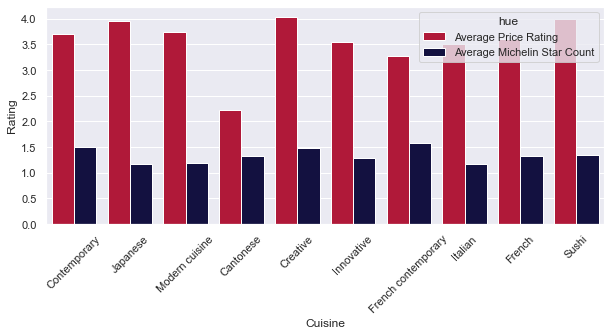 hue
Average Price Rating
Average Michelin Star Count
Rating
4.0
3.5
3.0
2.5
2.0
1.5
1.0
0.5
0.0
Contemporary
Japanese
Modern cuisine
Cantonese
Creative
Innovative
French contemporary
Italian
French
Sushi
Cuisine